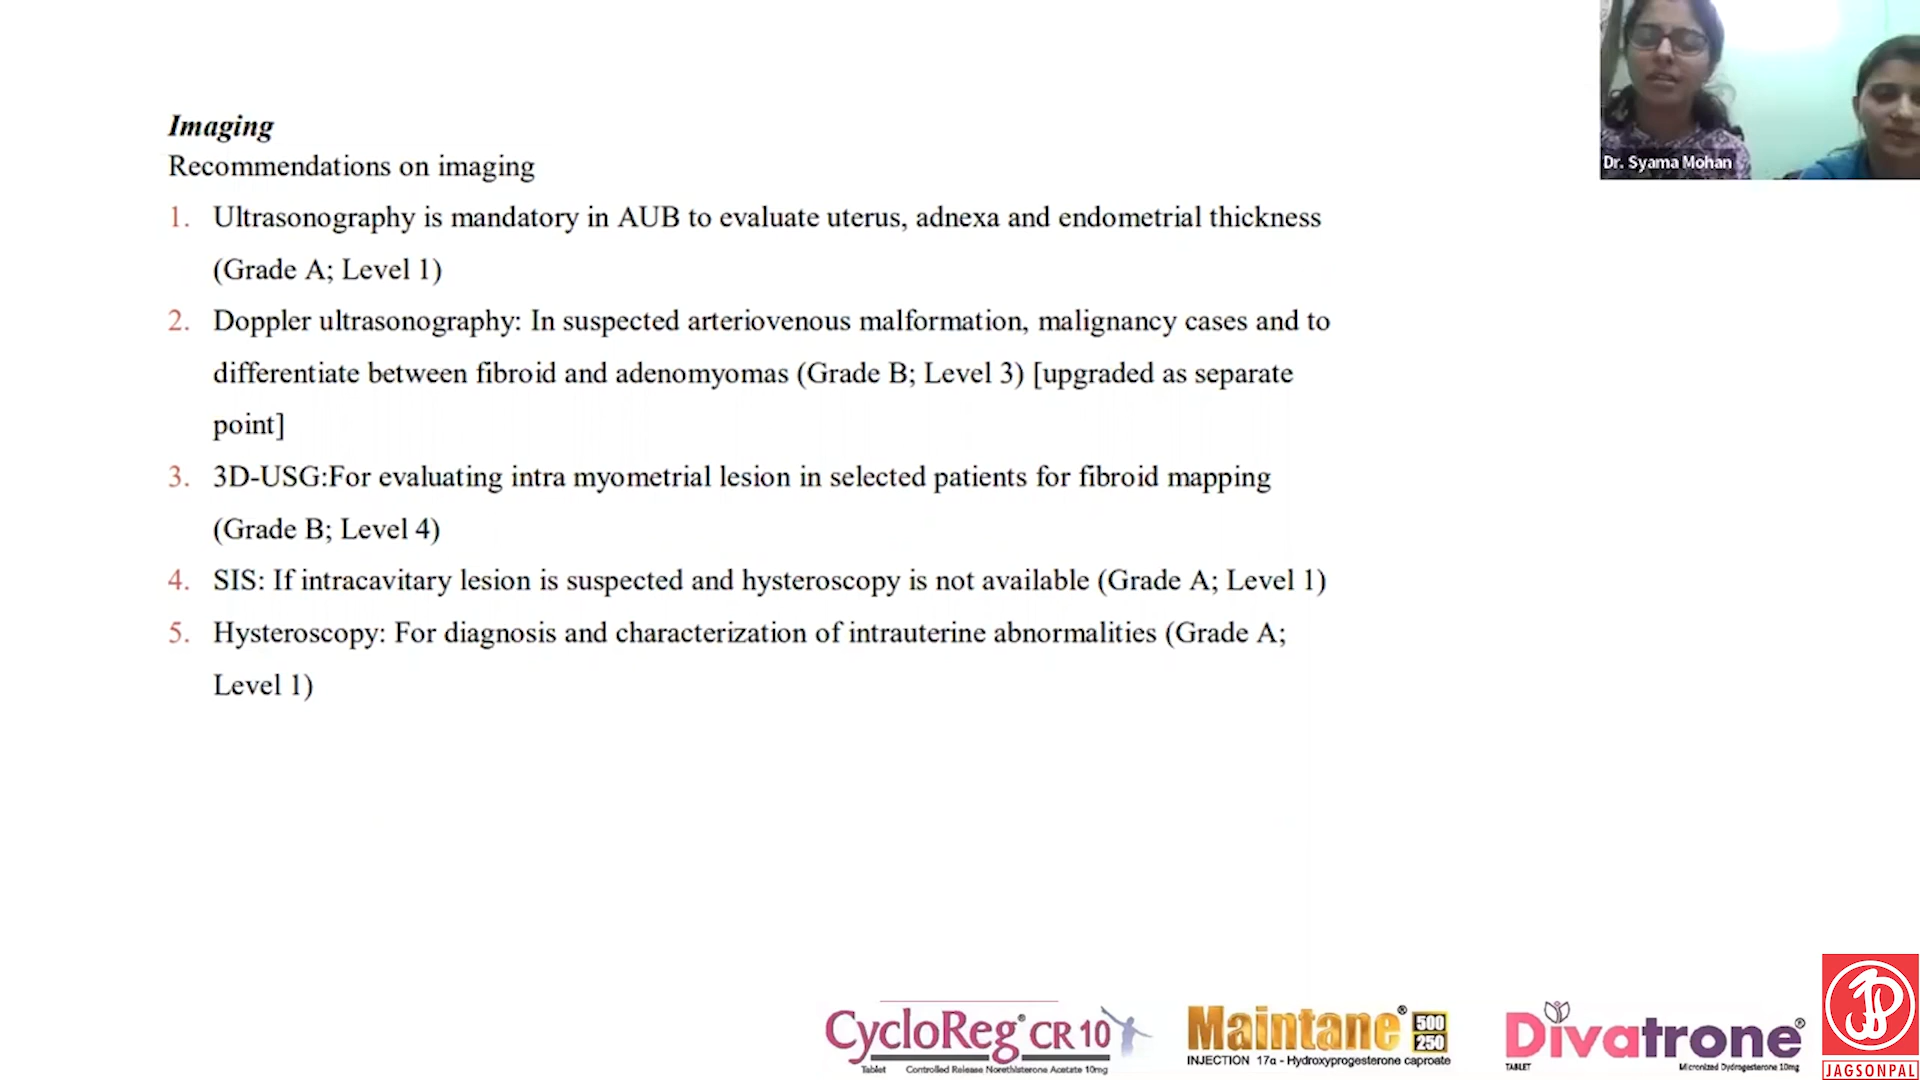 Imaging
Recommendations on imaging
1. Ultrasonography is mandatory in AUB to evaluate uterus, adnexa and endometrial thickness
(Grade A; Level 1)
2. Doppler ultrasonography: In suspected arteriovenous malformation, malignancy cases and to
differentiate between fibroid and adenomyomas (Grade B; Level 3) [upgraded as separate
point]
3. 3D-USG:For evaluating intra myometrial lesion in selected patients for fibroid mapping
(Grade B; Level 4)
4. SIS: If intracavitary lesion is suspected and hysteroscopy is not available (Grade A; Level 1)
5. Hysteroscopy: For diagnosis and characterization of intrauterine abnormalities (Grade A;
Level 1)
Dr. Syama Mohan
CycloReg® CR 10
Tablet Controlled Release Norethisterone Acetate 10mg
Maintane® 500 250
INJECTION 17α - Hydroxyprogesterone caproate
Divatrone®
TABLET Micronized Dydrogesterone 10mg
JAGSONPAL